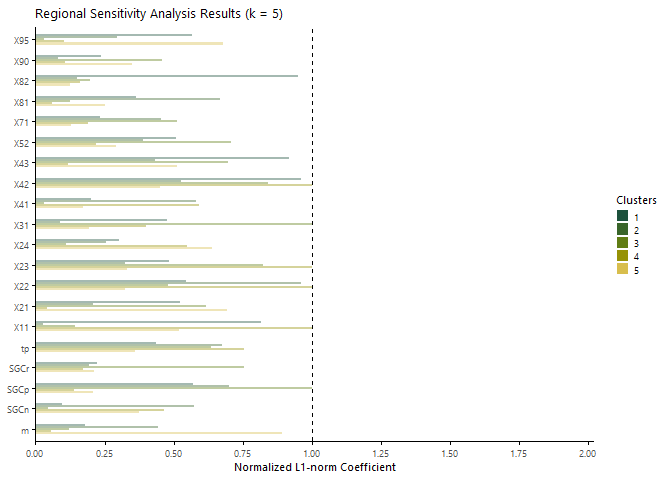 Regional Sensitivity Analysis Results (k = 5)
X95
X90
X82
X81
X71
X52
X43
X42
X41
X31
X24
X23
X22
X21
X11
tp
SGCr
SGCp
SGCn
m
0.00 0.25 0.50 0.75 1.00 1.25 1.50 1.75 2.00
Normalized L1-norm Coefficient
Clusters
1
2
3
4
5